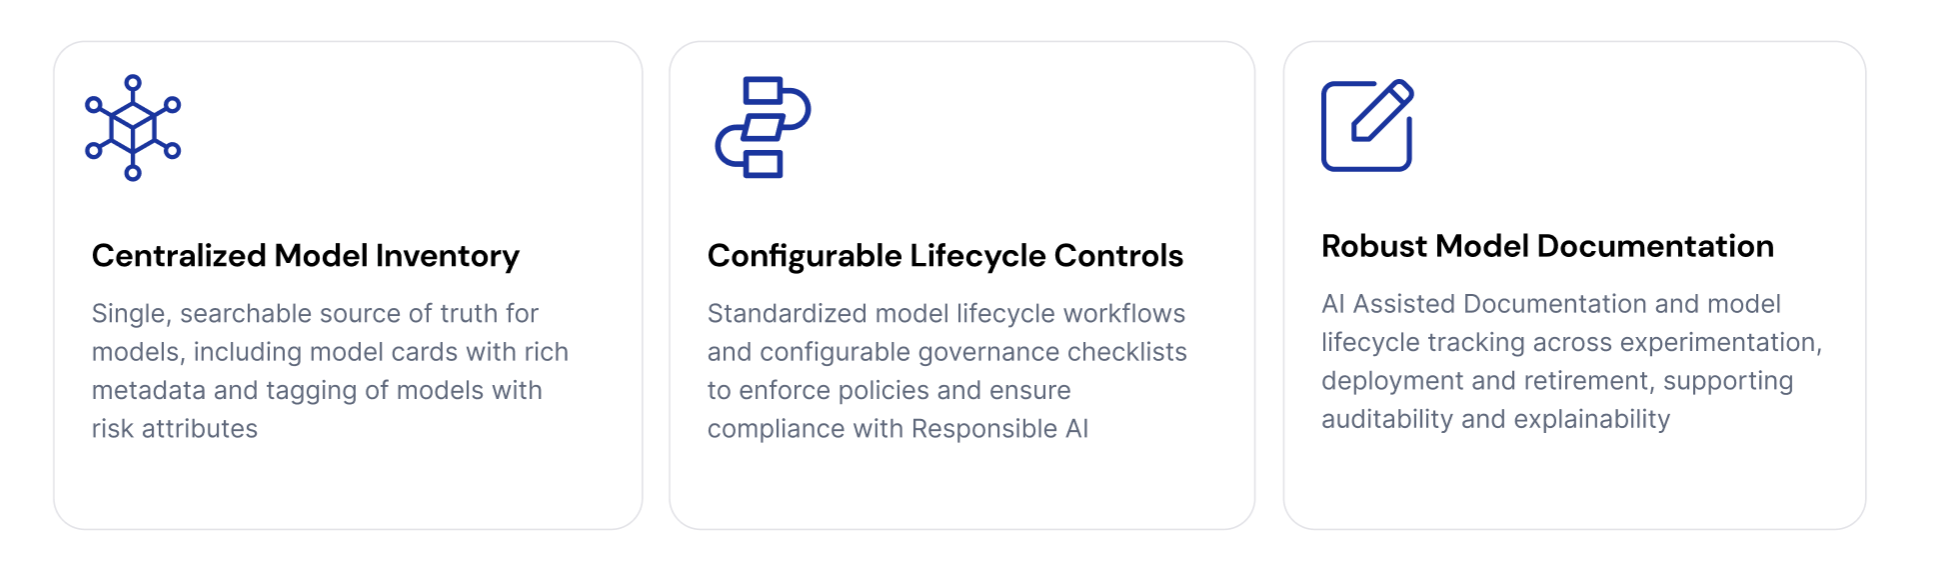 Centralized Model Inventory
Single, searchable source of truth for
models, including model cards with rich
metadata and tagging of models with
risk attributes
Configurable Lifecycle Controls
Standardized model lifecycle workflows
and configurable governance checklists
to enforce policies and ensure
compliance with Responsible AI
Robust Model Documentation
AI Assisted Documentation and model
lifecycle tracking across experimentation,
deployment and retirement, supporting
auditability and explainability